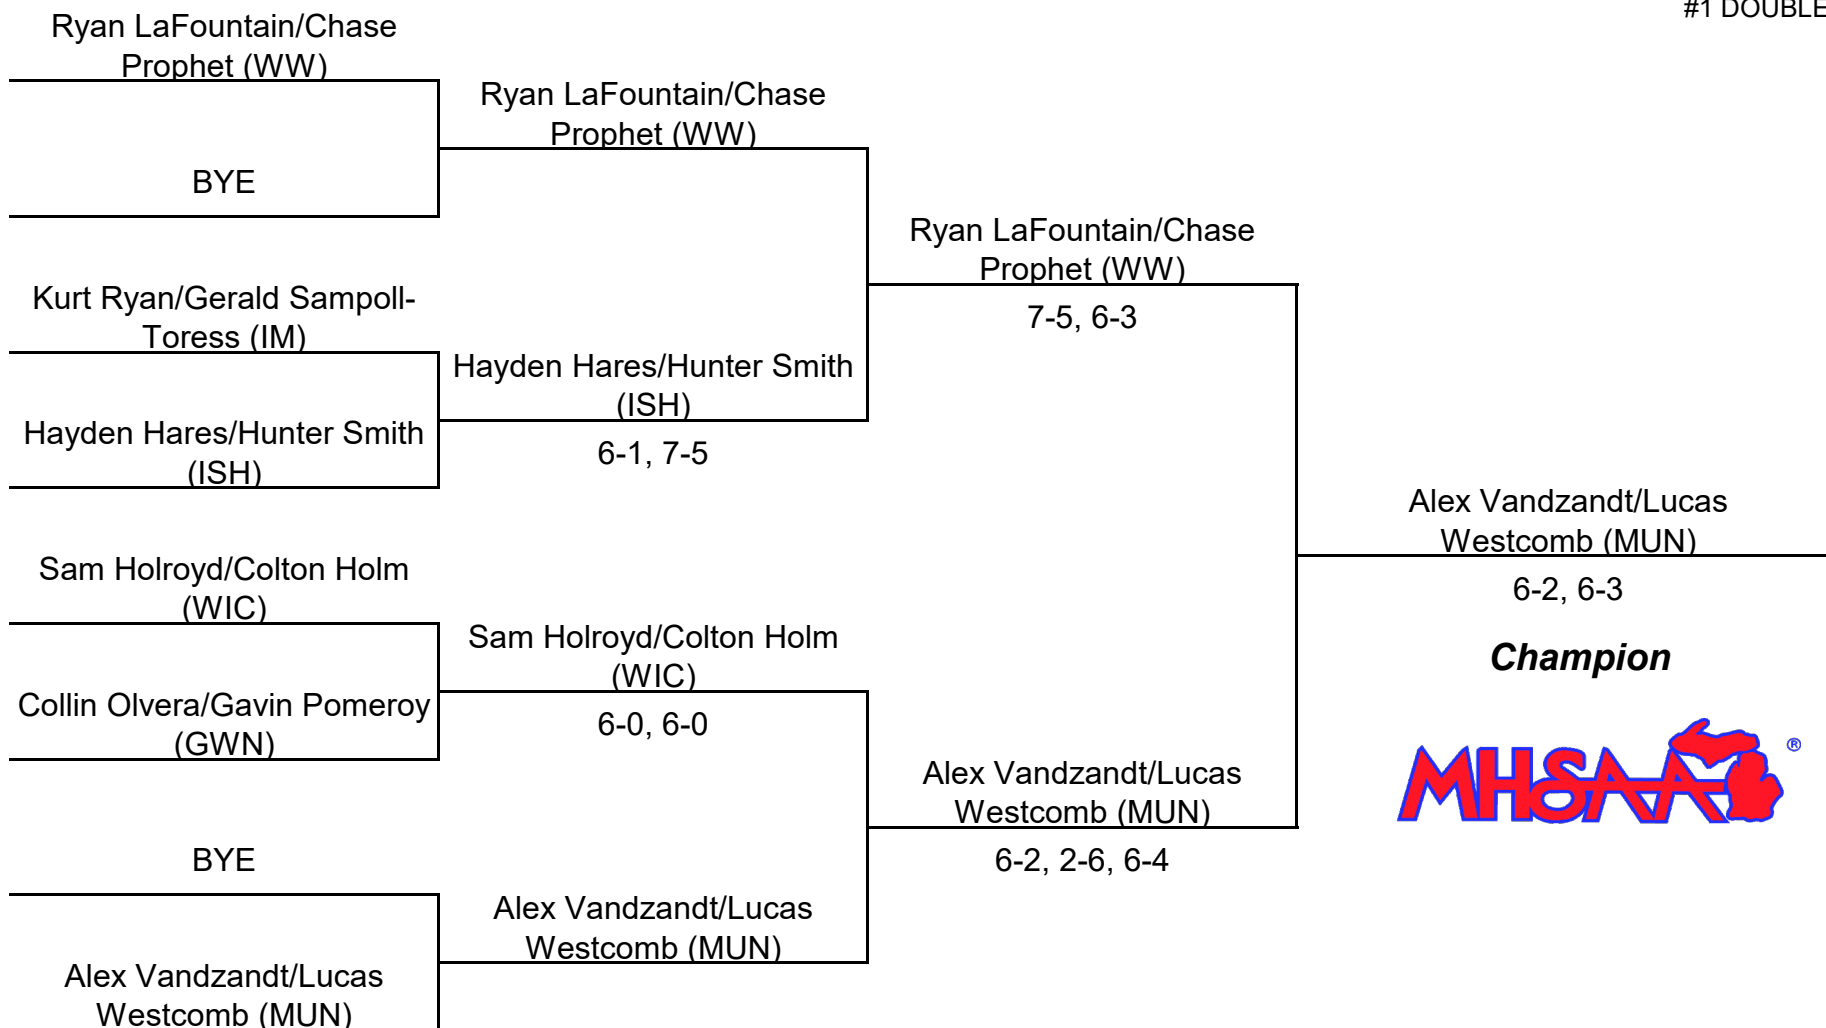 #1 DOUBLE
Ryan LaFountain/Chase
Prophet (WW)
BYE
Kurt Ryan/Gerald Sampoll-
Toress (IM)
Hayden Hares/Hunter Smith
(ISH)
Sam Holroyd/Colton Holm
(WIC)
Collin Olvera/Gavin Pomeroy
(GWN)
BYE
Alex Vandzandt/Lucas
Westcomb (MUN)
Ryan LaFountain/Chase
Prophet (WW)
Hayden Hares/Hunter Smith
(ISH)
6-1, 7-5
Sam Holroyd/Colton Holm
(WIC)
6-0, 6-0
Alex Vandzandt/Lucas
Westcomb (MUN)
Ryan LaFountain/Chase
Prophet (WW)
7-5, 6-3
Alex Vandzandt/Lucas
Westcomb (MUN)
6-2, 2-6, 6-4
Alex Vandzandt/Lucas
Westcomb (MUN)
6-2, 6-3
Champion
MHSAA®